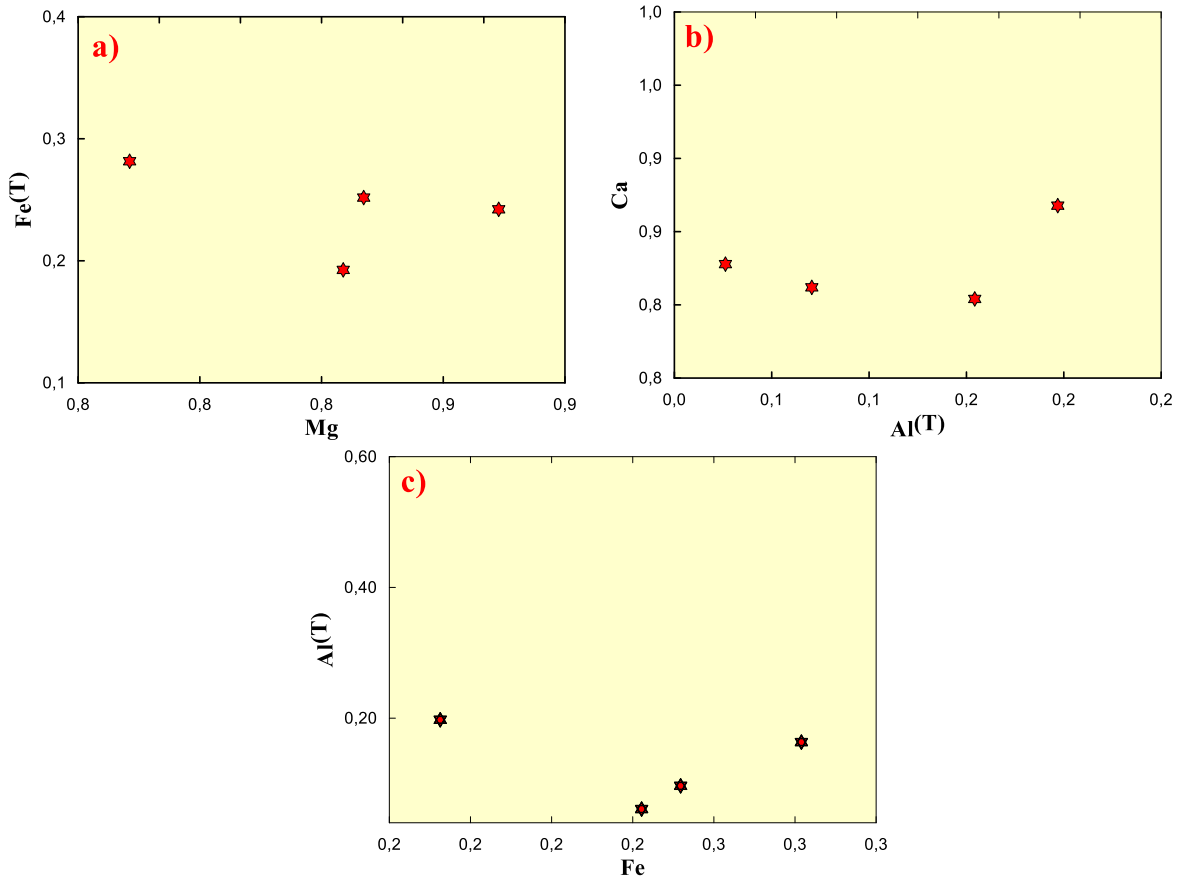 a)
0,4
0,3
0,2
0,1
Fe(T)
0,8 0,8 0,8 0,9 0,9
Mg
b)
1,0
1,0
0,9
0,9
0,8
0,8
Ca
0,0 0,1 0,1 0,2 0,2 0,2
Al(T)
c)
0,60
0,40
0,20
Al(T)
0,2 0,2 0,2 0,2 0,3 0,3 0,3
Fe